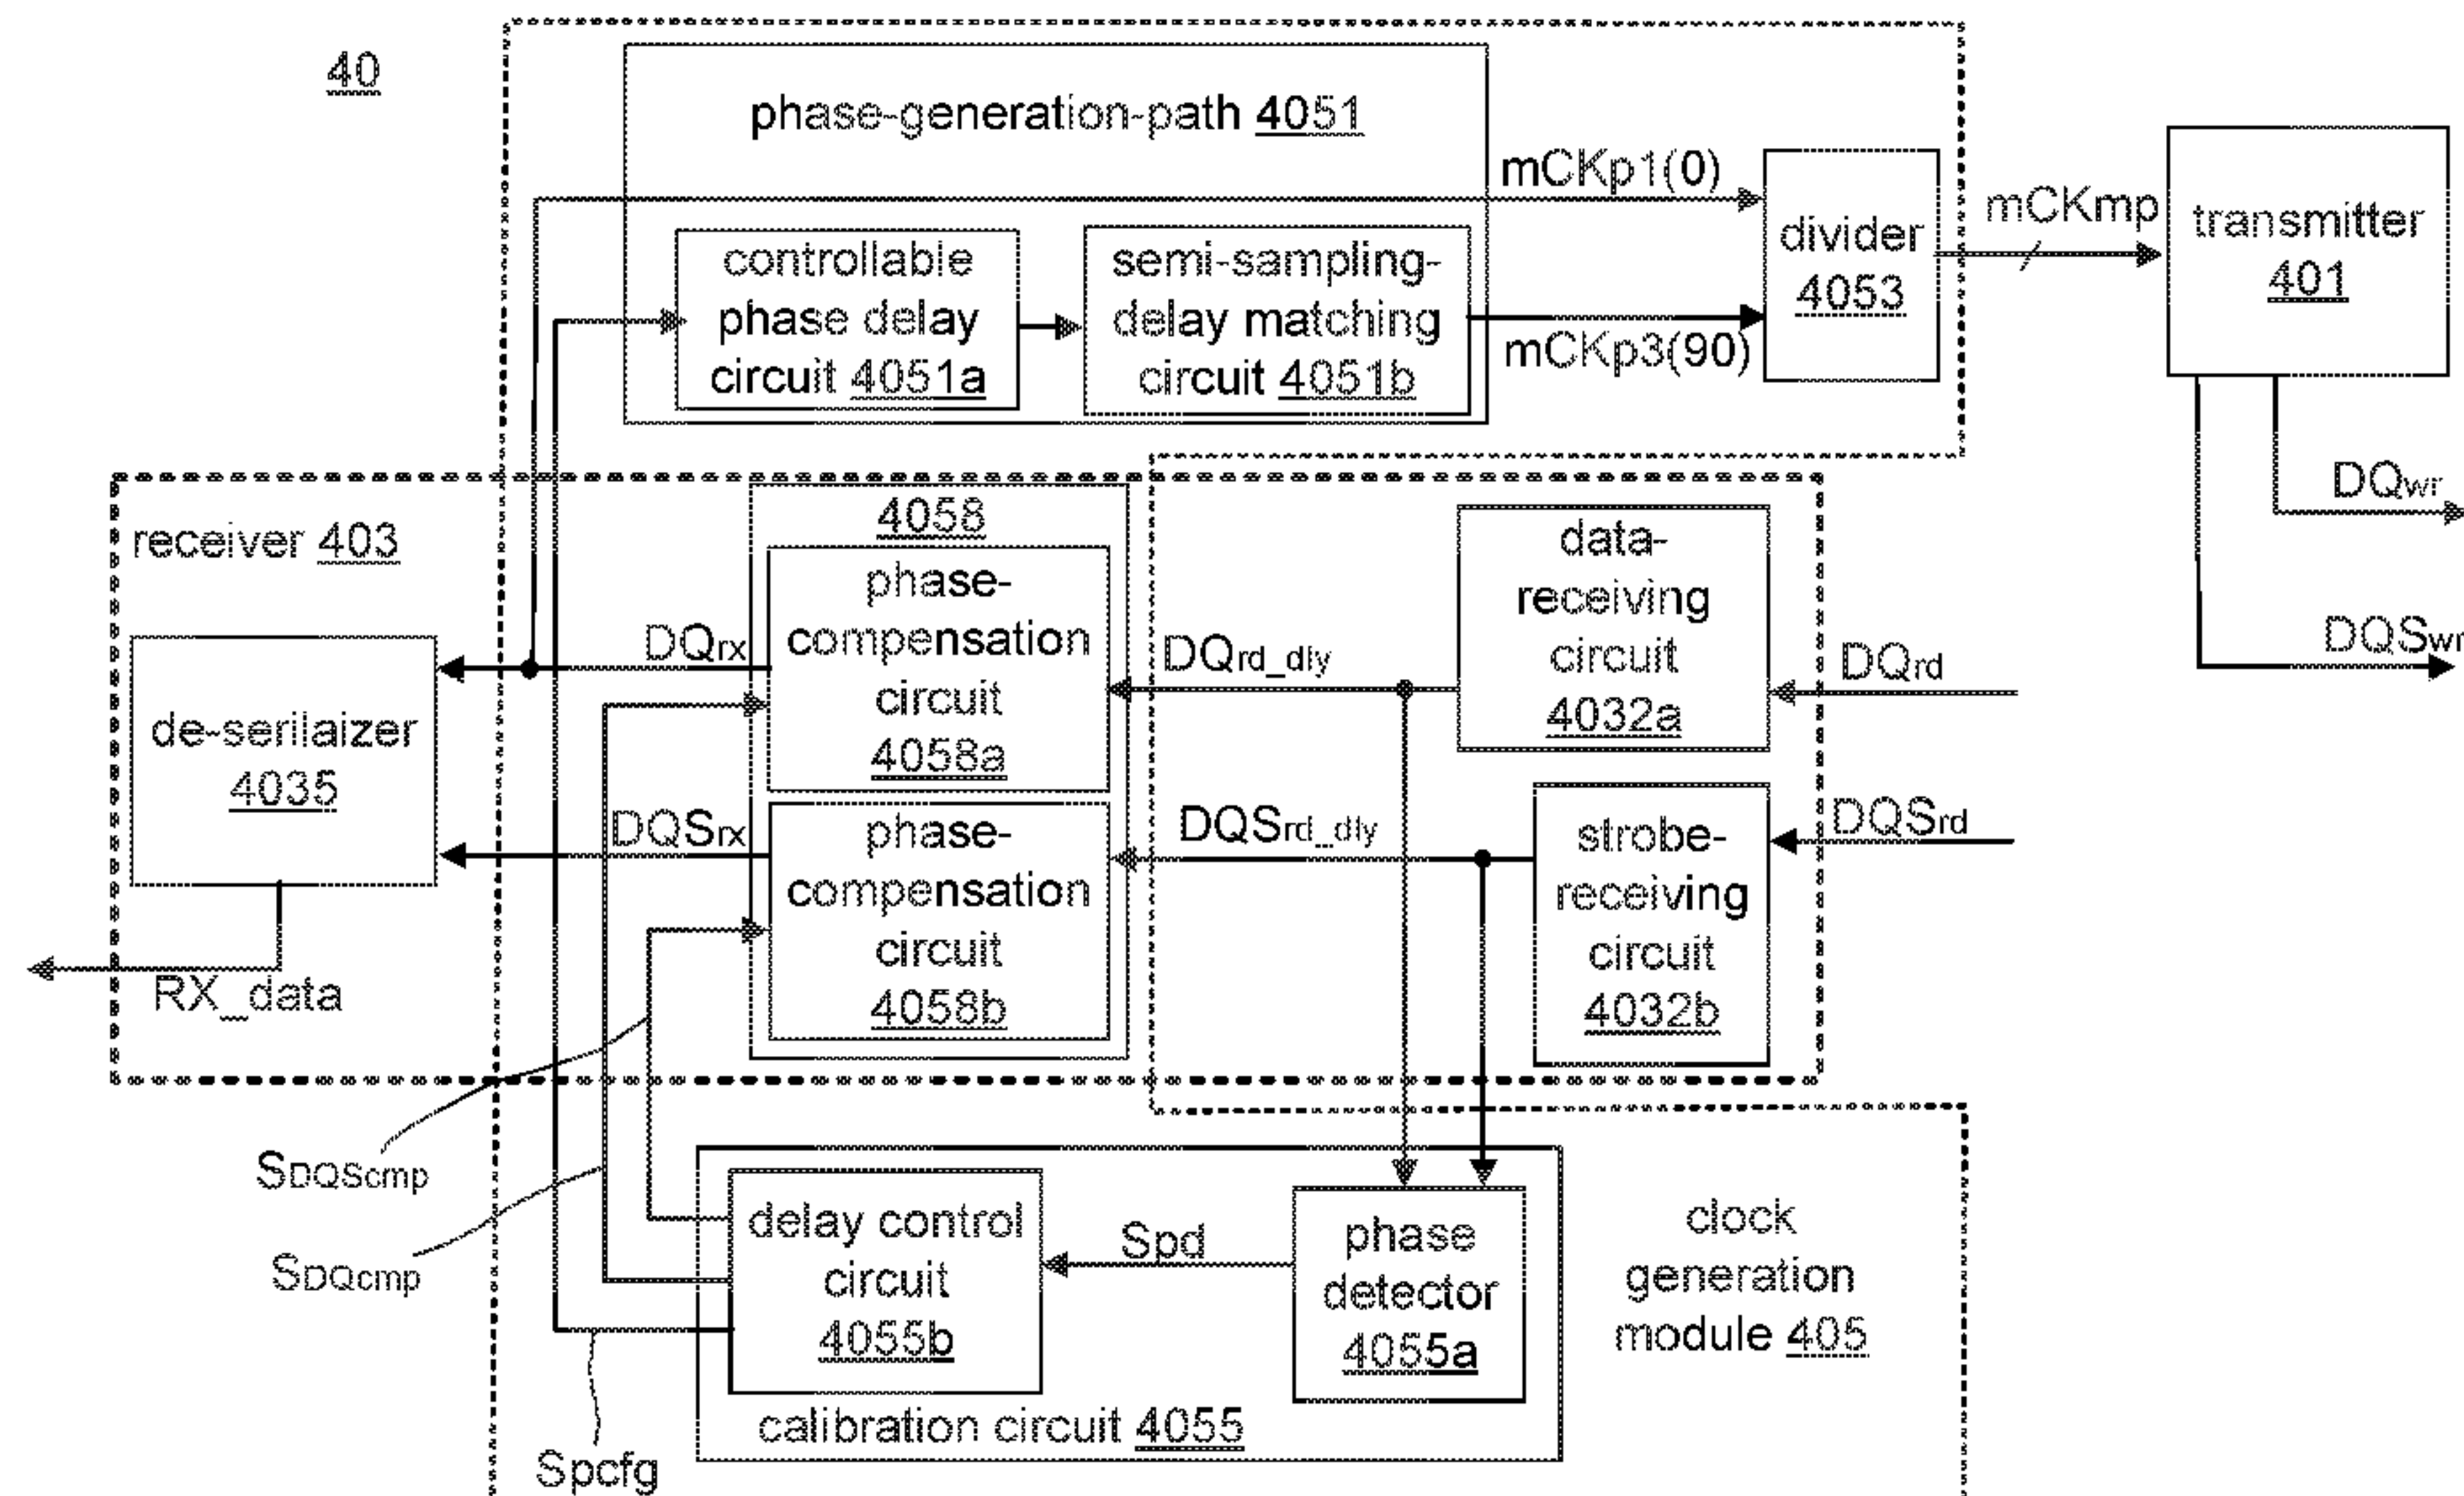 40
phase-generation-path 4051
mCKp1(0)
controllable
phase delay
circuit 4051a
semi-sampling-
delay matching
circuit 4051b
mCKp3(90)
divider
4053
mCKmp
transmitter
401
DQwr
DQSwr
receiver 403
4058
phase-
compensation
circuit
4058a
data-
receiving
circuit
4032a
DQrx
DQrd_dly
DQrd
de-serilaizer
4035
DQSrx
phase-
compensation
circuit
4058b
DQSrd_dly
strobe-
receiving
circuit
4032b
DQSrd
RX_data
SDQScmp
SDQcmp
delay control
circuit
4055b
Spd
phase
detector
4055a
clock
generation
module 405
calibration circuit 4055
Spcfg